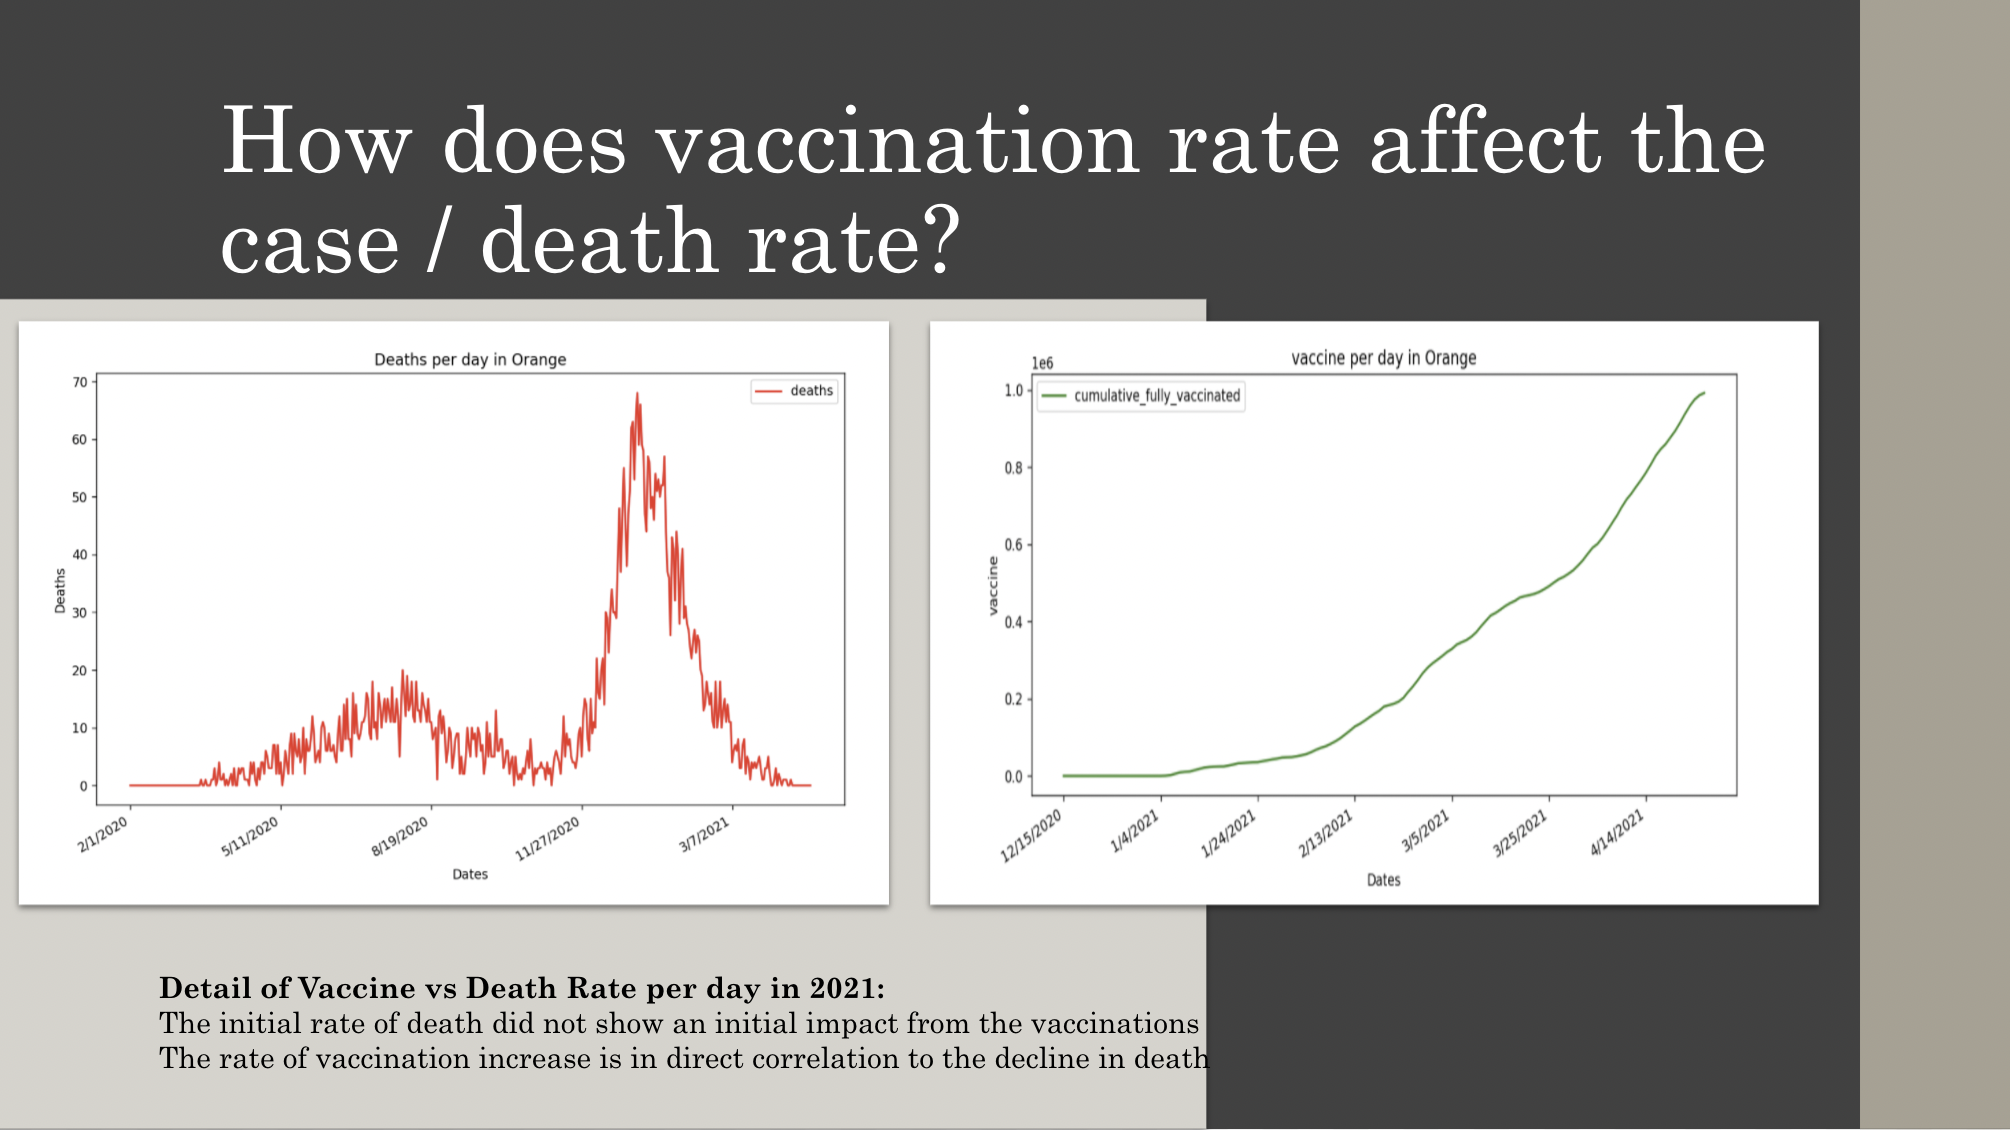 How does vaccination rate affect the
case / death rate?
Deaths per day in Orange
deaths
70
60
50
40
30
20
10
0
Deaths
2/1/2020
5/11/2020
8/19/2020
11/27/2020
3/7/2021
Dates
vaccine per day in Orange
1e6
cumulative_fully_vaccinated
1.0
0.8
0.6
0.4
0.2
0.0
vaccine
12/15/2020
1/4/2021
1/24/2021
2/13/2021
3/5/2021
3/25/2021
4/14/2021
Dates
Detail of Vaccine vs Death Rate per day in 2021:
The initial rate of death did not show an initial impact from the vaccinations
The rate of vaccination increase is in direct correlation to the decline in death